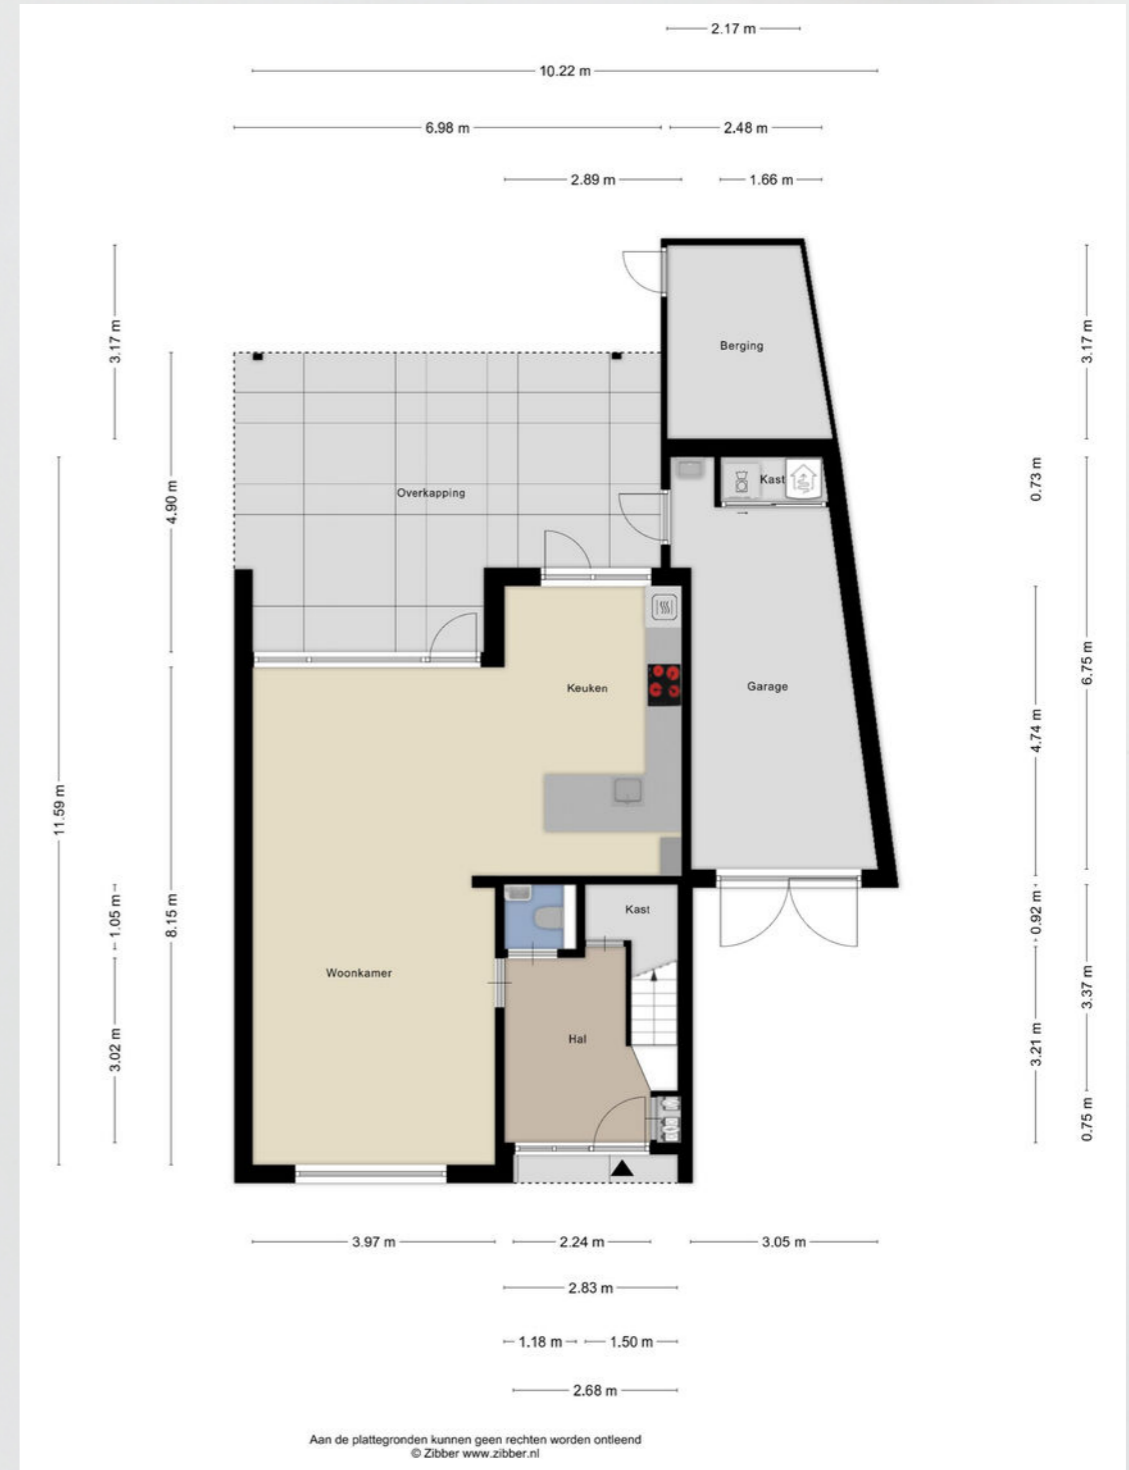 2.17 m
10.22 m
6.98 m
2.48 m
2.89 m
1.66 m
3.17 m
3.17 m
Berging
4.90 m
0.73 m
Kast
Overkapping
6.75 m
4.74 m
Keuken
Garage
11.59 m
8.15 m
1.05 m
0.92 m
Kast
Woonkamer
3.37 m
Hal
3.02 m
3.21 m
0.75 m
3.97 m
2.24 m
3.05 m
2.83 m
1.18 m
1.50 m
2.68 m
Aan de plattegronden kunnen geen rechten worden ontleend
© Zibber www.zibber.nl